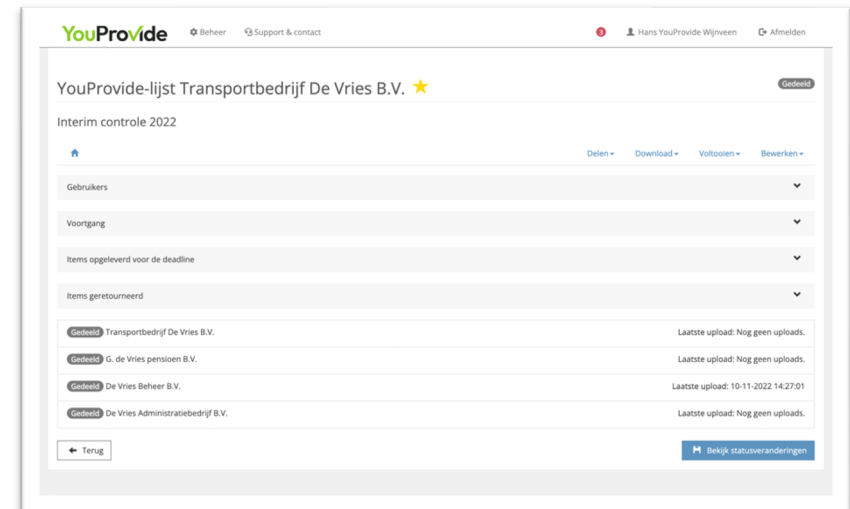 YouProvide Beheer Support & contact 3 Hans YouProvide Wijnveen Afmelden
YouProvide-lijst Transportbedrijf De Vries B.V. Gedeeld
Interim controle 2022
Delen Download Voltooien Bewerken
Gebruikers
Voortgang
Items opgeleverd voor de deadline
Items geretourneerd
Gedeeld Transportbedrijf De Vries B.V. Laatste upload: Nog geen uploads.
Gedeeld G. de Vries pensioen B.V. Laatste upload: Nog geen uploads.
Gedeeld De Vries Beheer B.V. Laatste upload: 10-11-2022 14:27:01
Gedeeld De Vries Administratiebedrijf B.V. Laatste upload: Nog geen uploads.
Terug Bekijk statusveranderingen